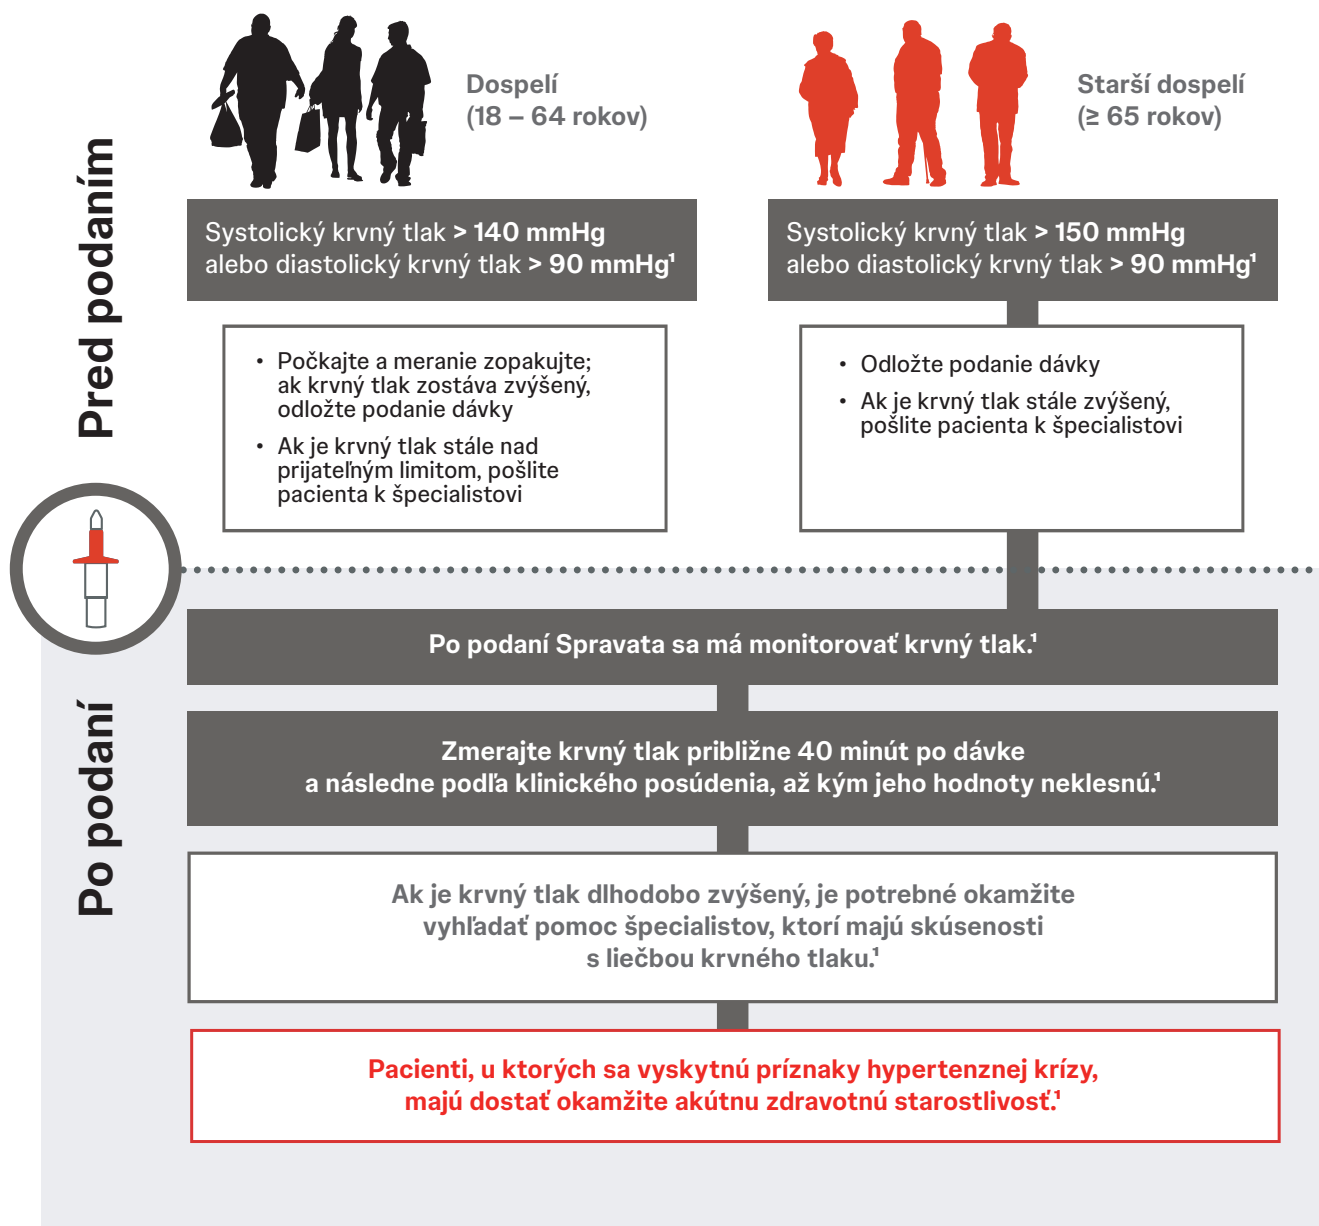 Dospelí
(18 – 64 rokov)
Starší dospelí
(≥ 65 rokov)
Pred podaním
Systolický krvný tlak > 140 mmHg
alebo diastolický krvný tlak > 90 mmHg¹
Systolický krvný tlak > 150 mmHg
alebo diastolický krvný tlak > 90 mmHg¹
• Počkajte a meranie zopakujte;
ak krvný tlak zostáva zvýšený,
odložte podanie dávky
• Ak je krvný tlak stále nad
prijateľným limitom, pošlite
pacienta k špecialistovi
• Odložte podanie dávky
• Ak je krvný tlak stále zvýšený,
pošlite pacienta k špecialistovi
Po podaní
Po podaní Spravata sa má monitorovať krvný tlak.¹
Zmerajte krvný tlak približne 40 minút po dávke
a následne podľa klinického posúdenia, až kým jeho hodnoty neklesnú.¹
Ak je krvný tlak dlhodobo zvýšený, je potrebné okamžite
vyhľadať pomoc špecialistov, ktorí majú skúsenosti
s liečbou krvného tlaku.¹
Pacienti, u ktorých sa vyskytnú príznaky hypertenznej krízy,
majú dostať okamžite akútnu zdravotnú starostlivosť.¹